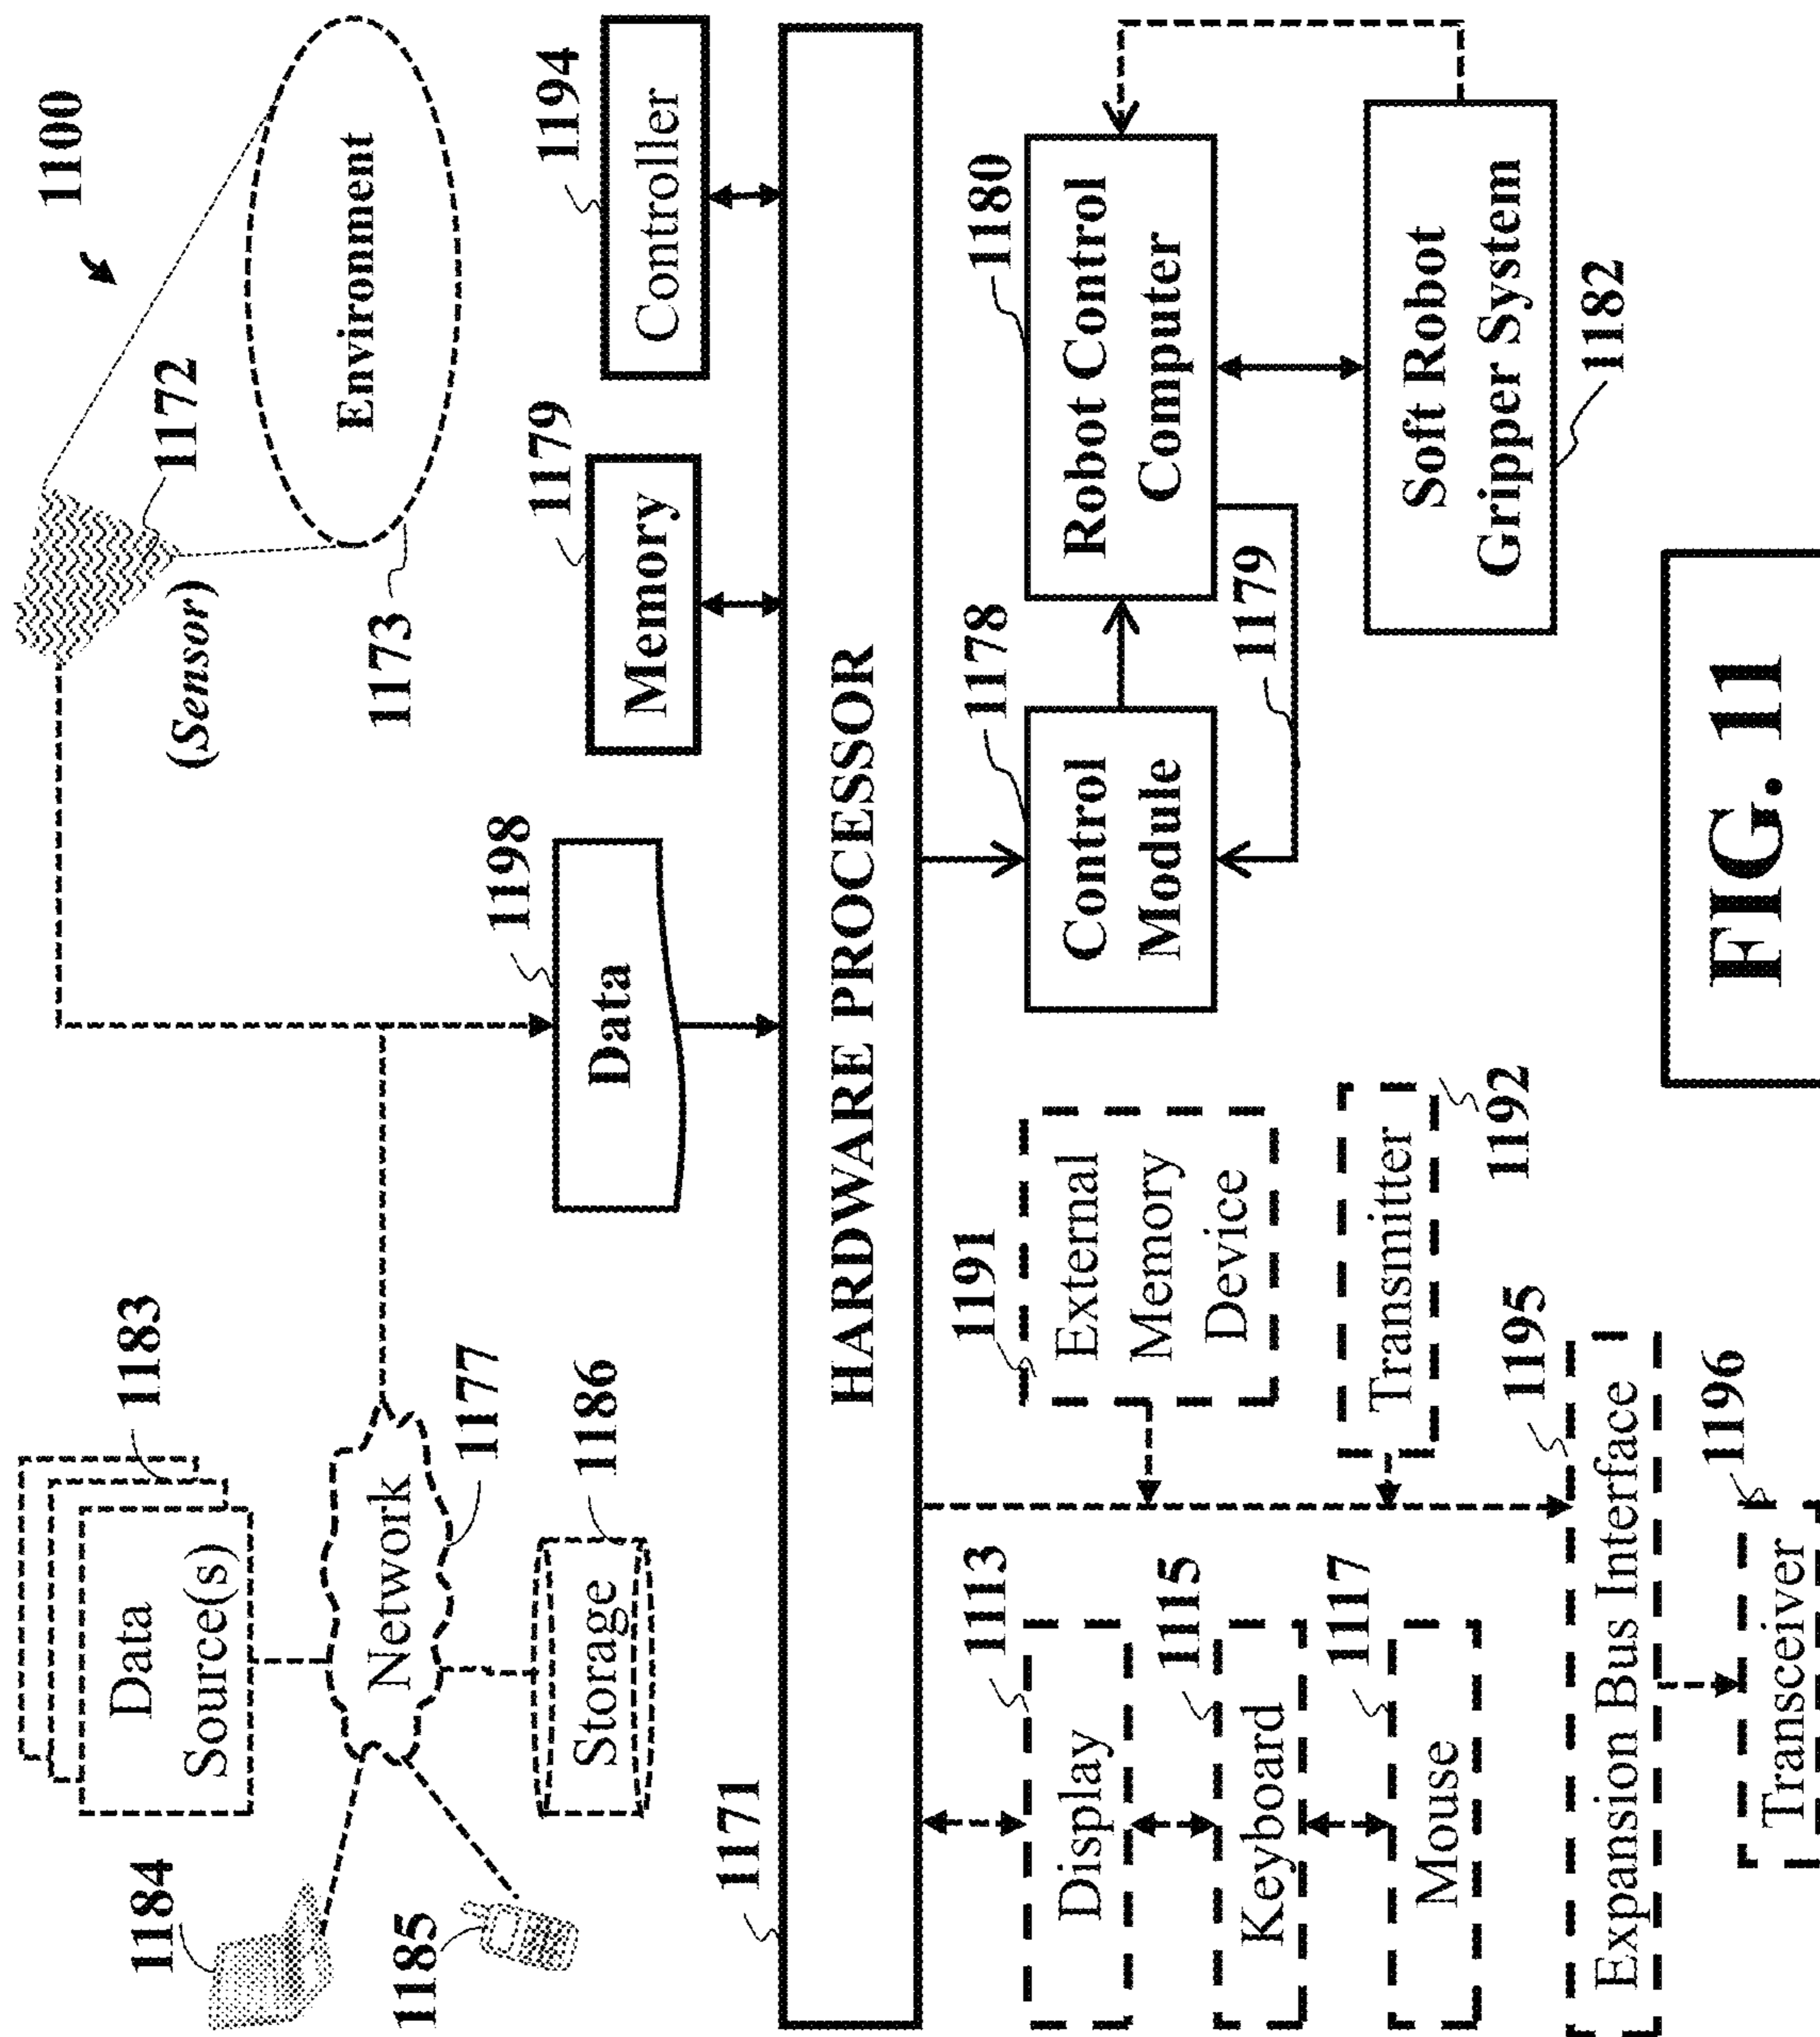 1100
1184
1185
Data
Source(s)
1183
Network
1177
Storage
1186
(Sensor)
1172
Environment
1173
Data
1198
Memory
1179
Controller
1194
1171
HARDWARE PROCESSOR
Display
1113
Keyboard
1115
Mouse
1117
1191
External
Memory
Device
Transmitter
1192
Expansion Bus Interface
1195
Transceiver
1196
Control
Module
1178
Robot Control
Computer
1180
1179
Soft Robot
Gripper System
1182
FIG. 11